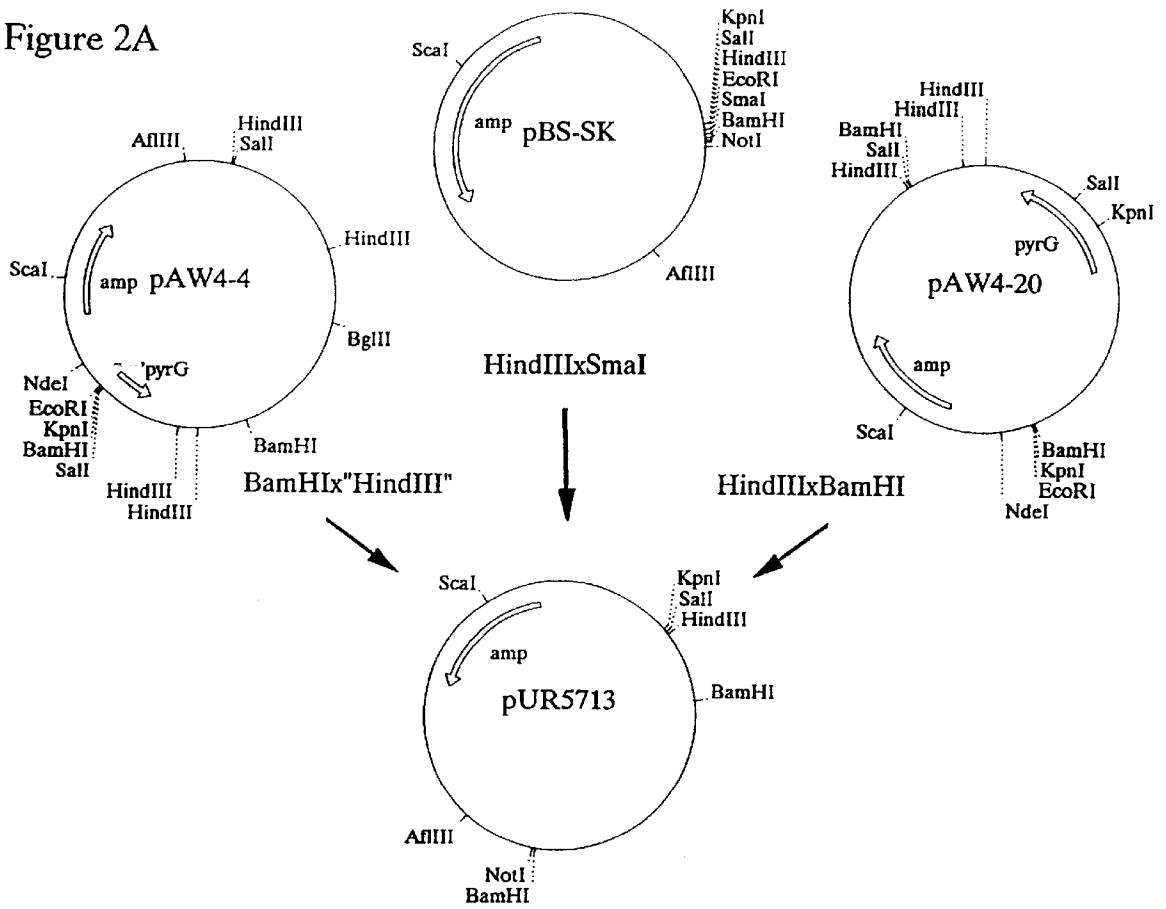 Figure 2A
ScaI
amp
pBS-SK
KpnI
SalI
HindIII
EcoRI
SmaI
BamHI
NotI
AflIII
AflIII
HindIII
SalI
HindIII
ScaI
amp
pAW4-4
BglII
'pyrG
NdeI
EcoRI
KpnI
BamHI
SalI
HindIII
HindIII
BamHI
HindIII
HindIII
BamHI
SalI
HindIII
SalI
KpnI
pyrG
pAW4-20
amp
ScaI
BamHI
KpnI
EcoRI
NdeI
BamHIx"HindIII"
HindIIIxSmaI
HindIIIxBamHI
ScaI
amp
pUR5713
KpnI
SalI
HindIII
BamHI
AflIII
NotI
BamHI